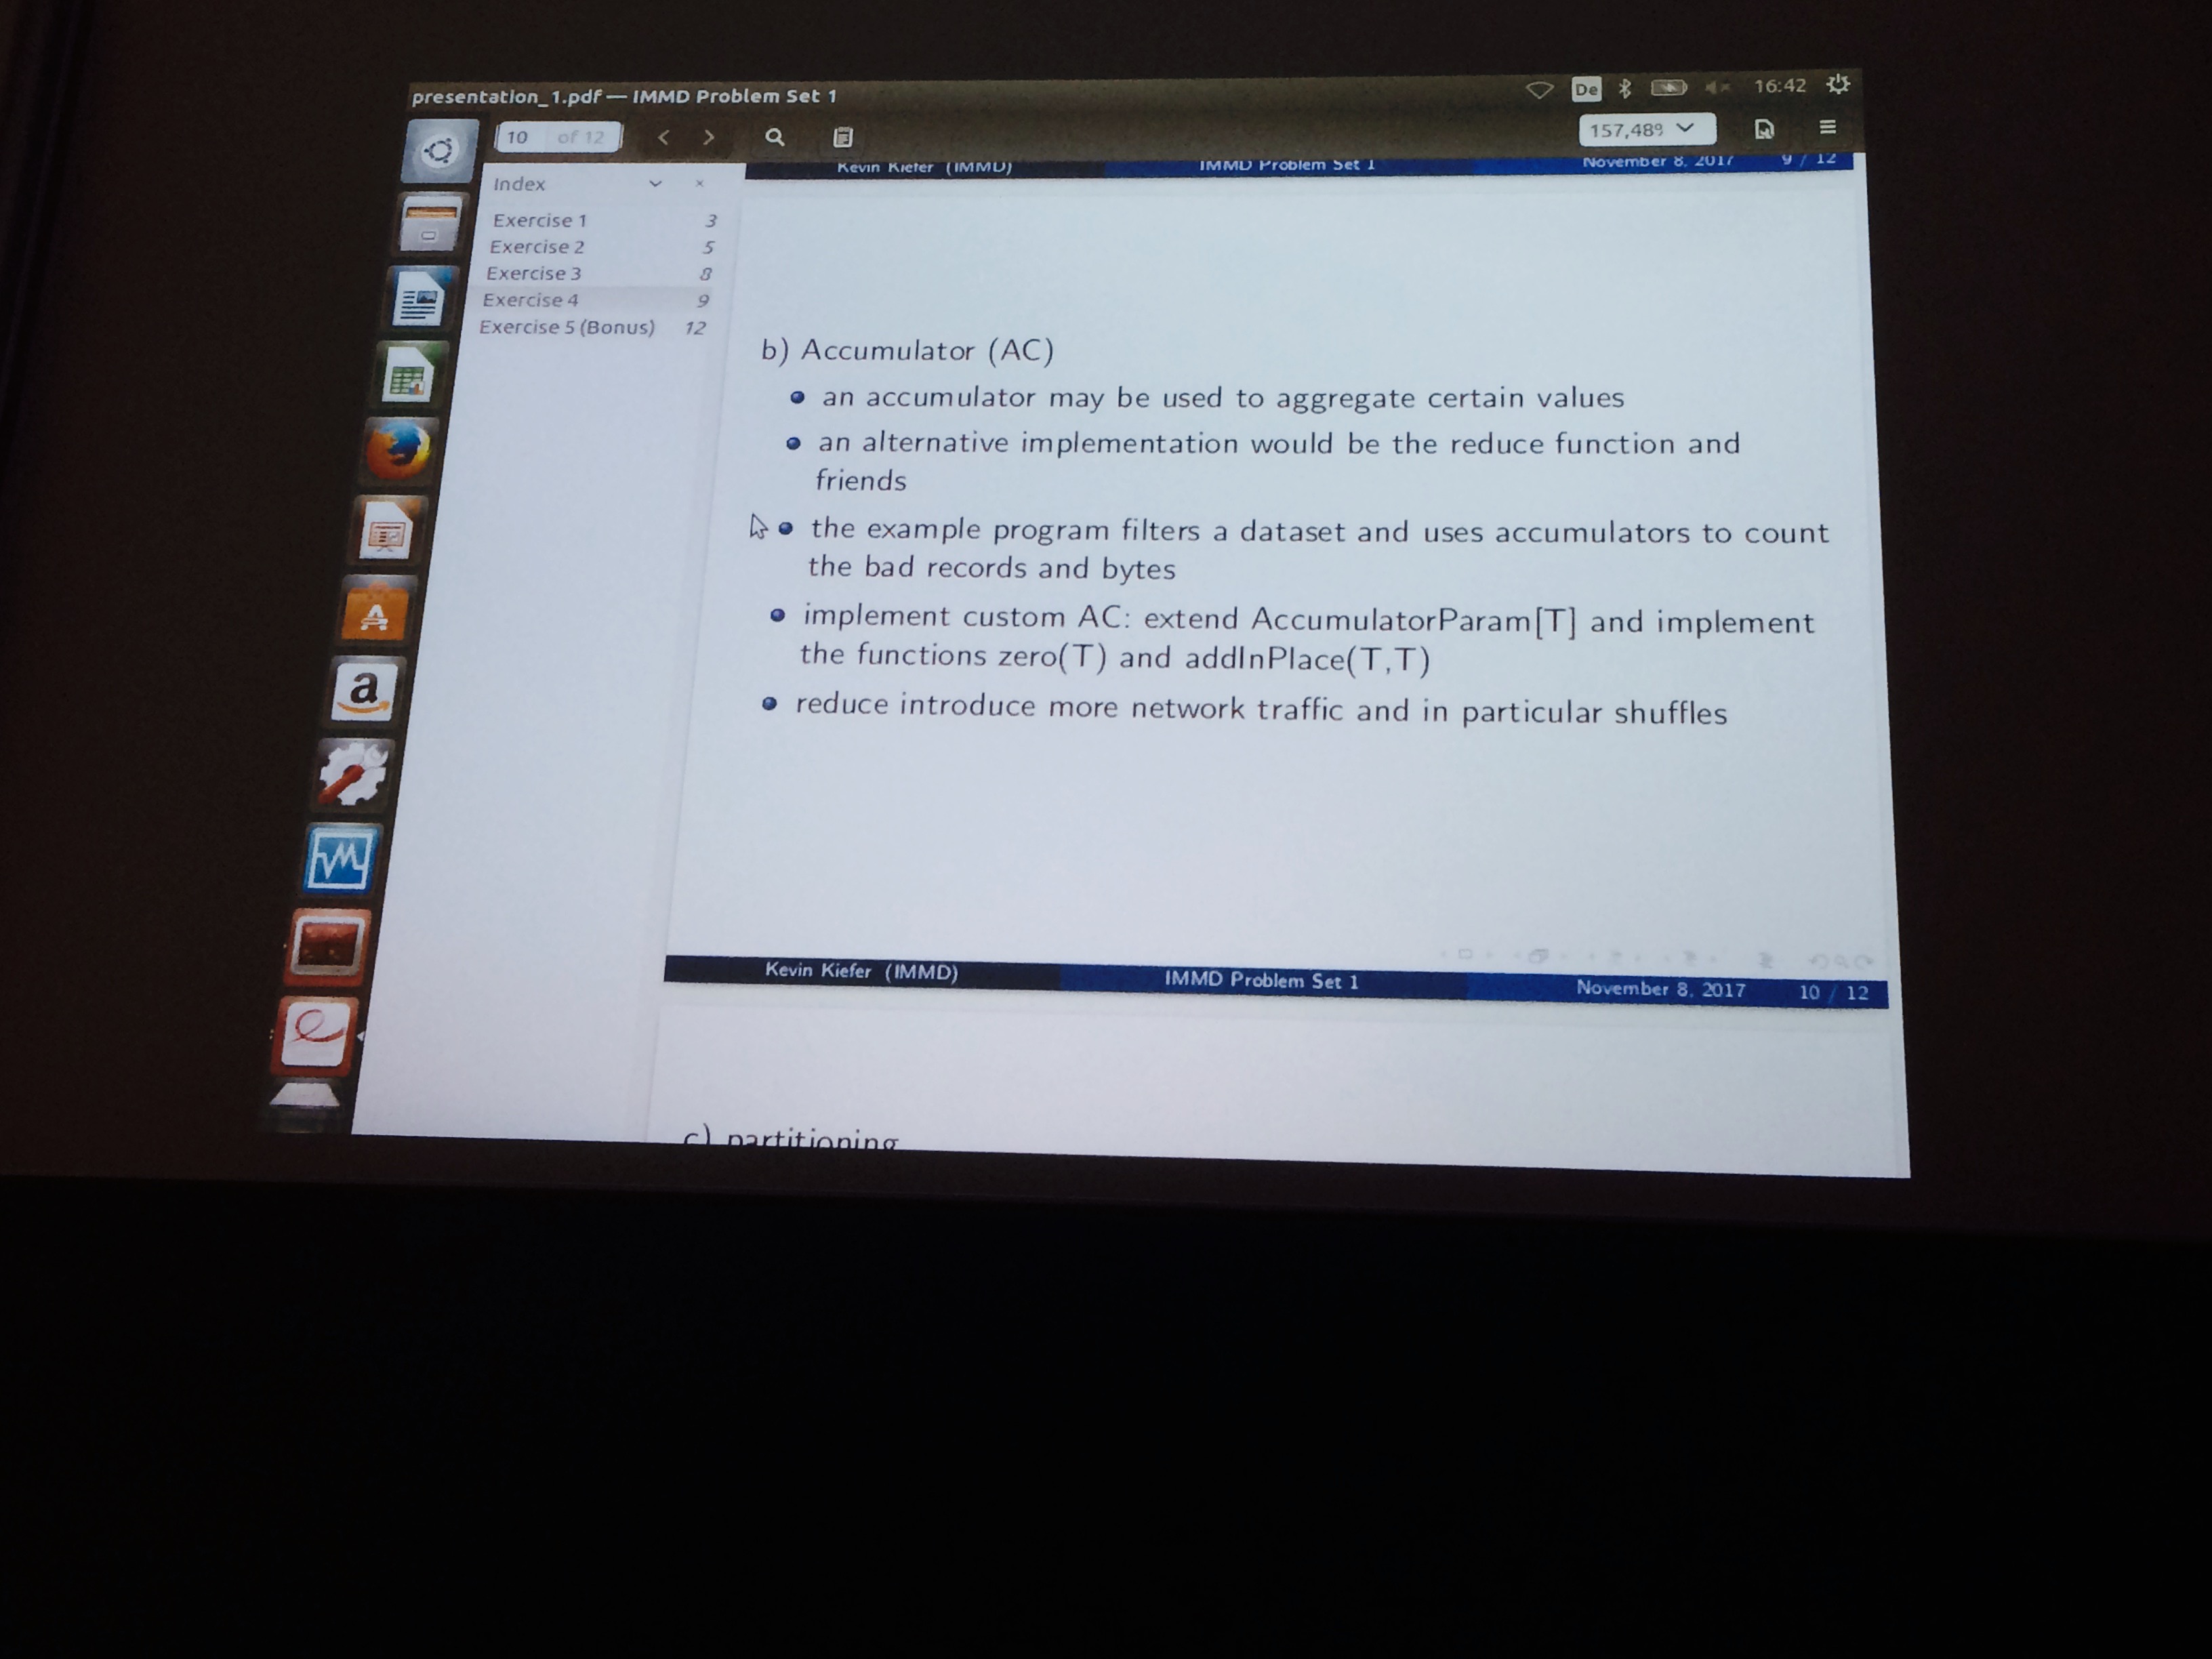 presentation_1.pdf — IMMD Problem Set 1
De
16:42
10 of 12
157,48%
Index
Exercise 1 3
Exercise 2 5
Exercise 3 8
Exercise 4 9
Exercise 5 (Bonus) 12
Kevin Kiefer (IMMD) IMMD Problem Set 1 November 8, 2017 9 / 12
b) Accumulator (AC)
an accumulator may be used to aggregate certain values
an alternative implementation would be the reduce function and
friends
the example program filters a dataset and uses accumulators to count
the bad records and bytes
implement custom AC: extend AccumulatorParam[T] and implement
the functions zero(T) and addInPlace(T,T)
reduce introduce more network traffic and in particular shuffles
Kevin Kiefer (IMMD) IMMD Problem Set 1 November 8, 2017 10 / 12
c) partitioning